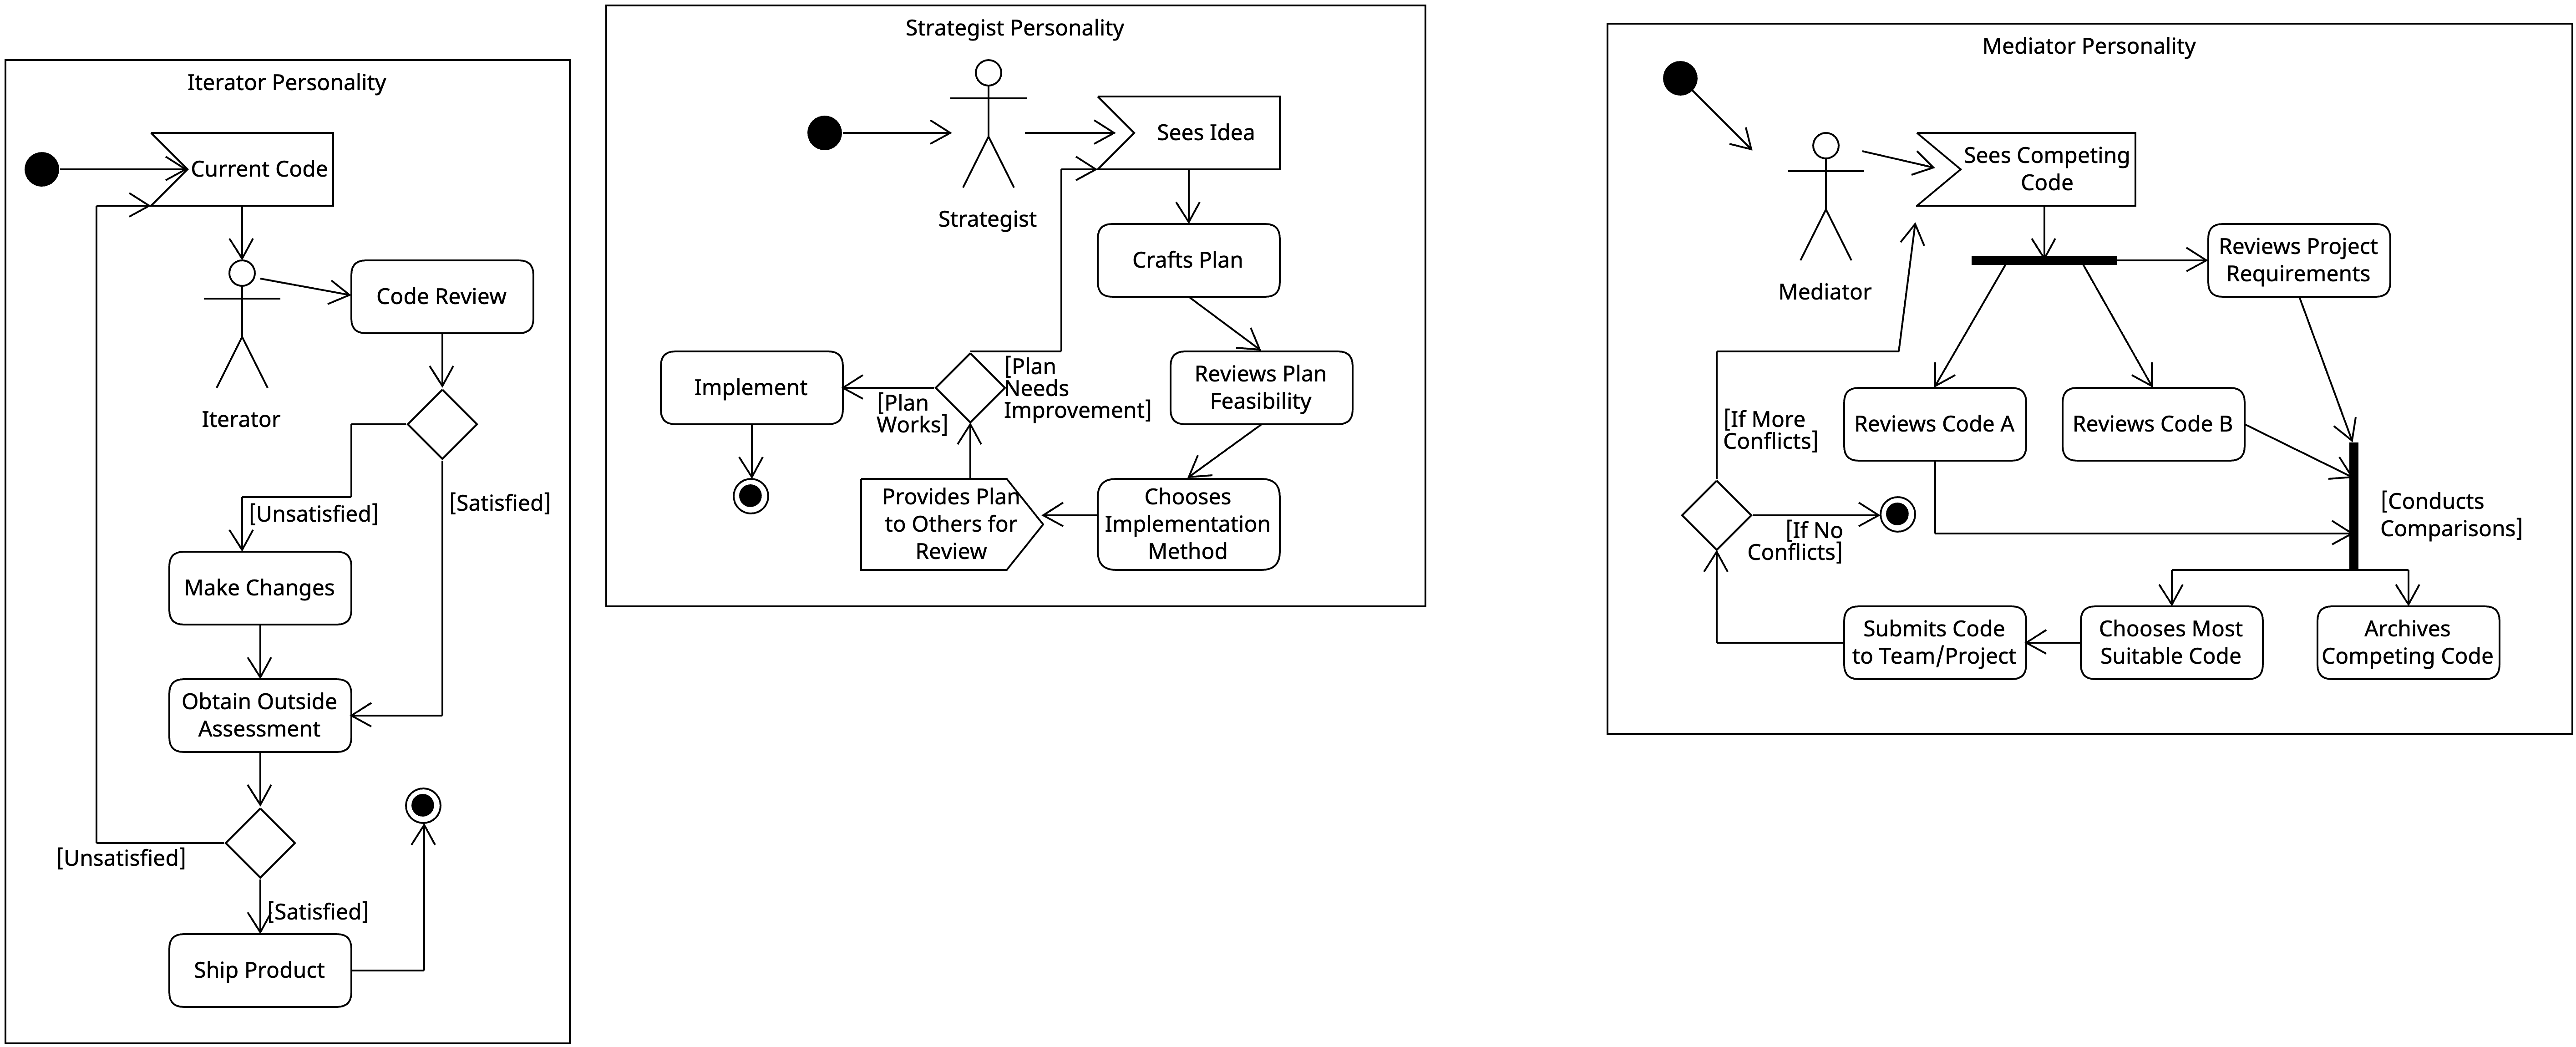 Iterator Personality
Current Code
Code Review
Iterator
[Unsatisfied]
[Satisfied]
Make Changes
Obtain Outside
Assessment
[Unsatisfied]
[Satisfied]
Ship Product
Strategist Personality
Sees Idea
Strategist
Crafts Plan
Implement
[Plan
Works]
[Plan
Needs
Improvement]
Reviews Plan
Feasibility
Provides Plan
to Others for
Review
Chooses
Implementation
Method
Mediator Personality
Sees Competing
Code
Mediator
Reviews Project
Requirements
[If More
Conflicts]
Reviews Code A
Reviews Code B
[If No
Conflicts]
[Conducts
Comparisons]
Submits Code
to Team/Project
Chooses Most
Suitable Code
Archives
Competing Code